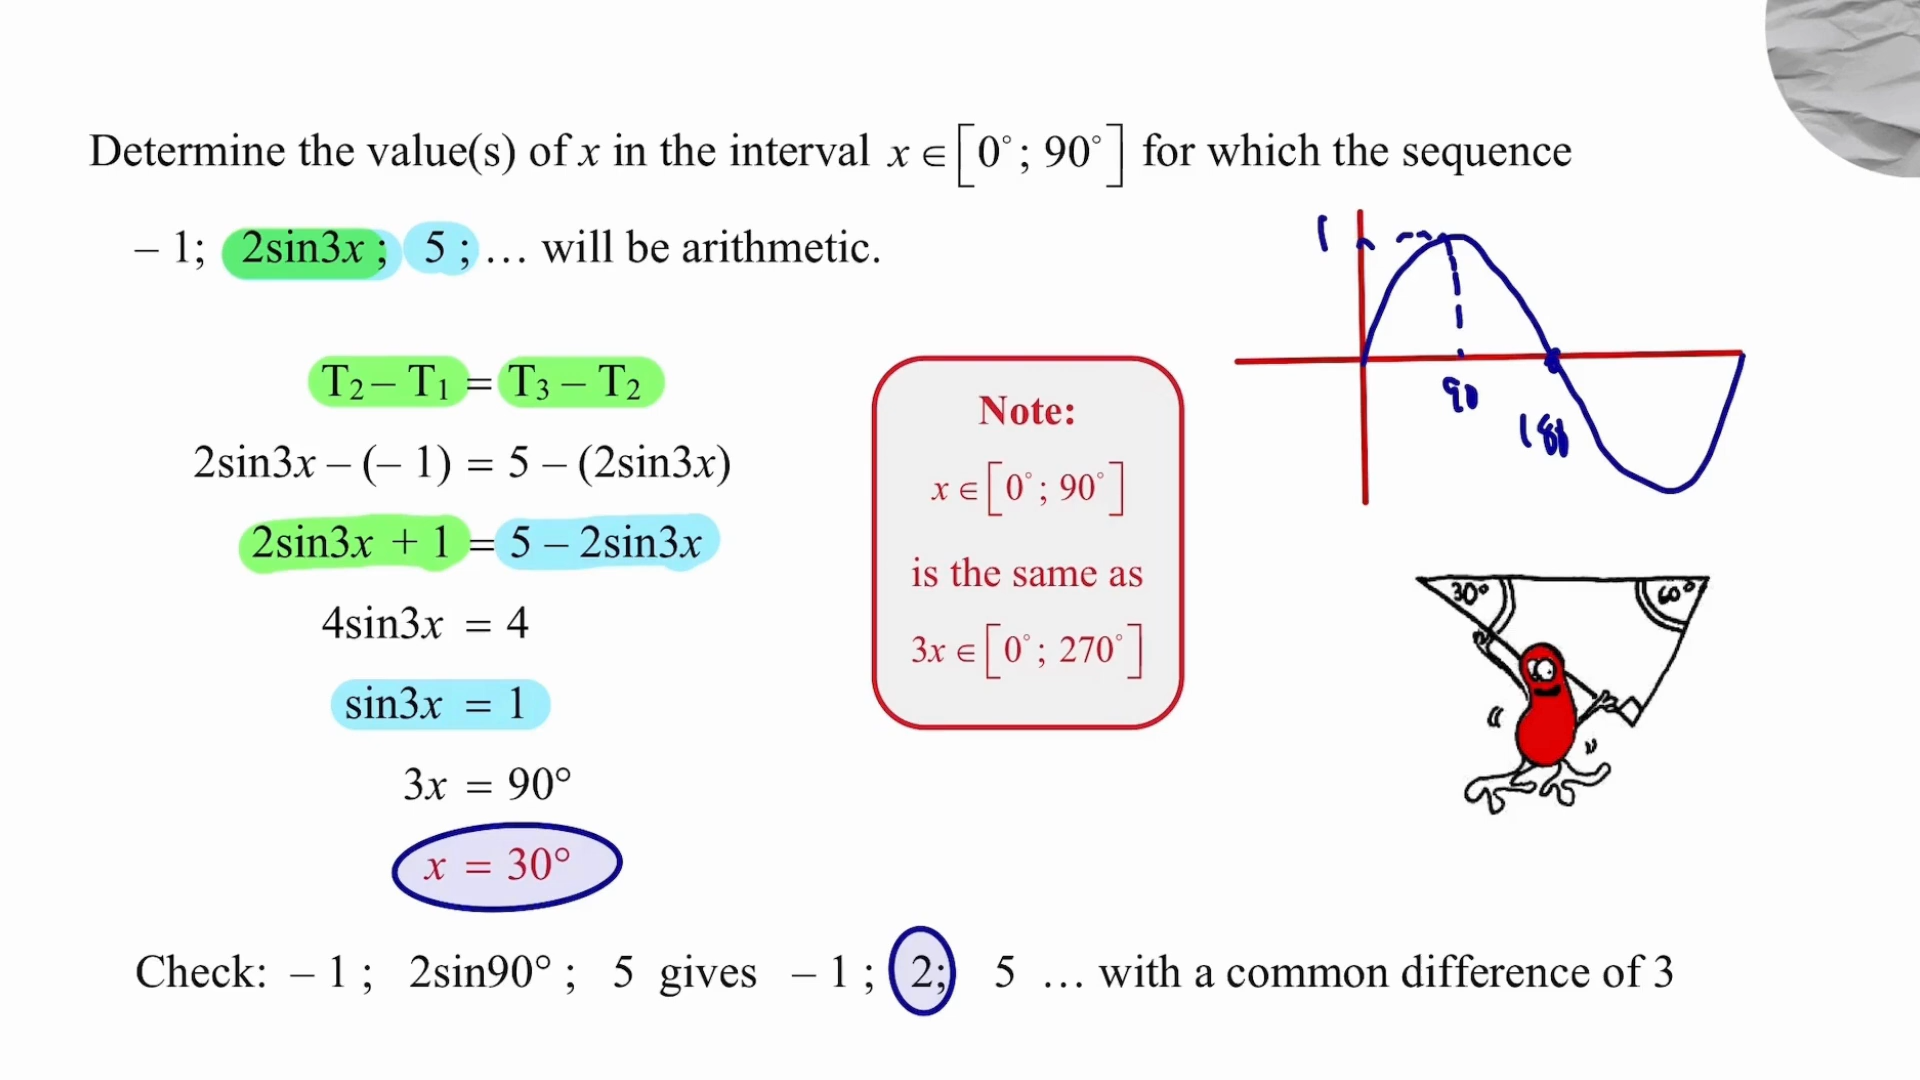 Determine the value(s) of x in the interval x ∈ [0°; 90°] for which the sequence
– 1; 2sin3x; 5 ; … will be arithmetic.
T₂ – T₁ = T₃ – T₂
2sin3x – (– 1) = 5 – (2sin3x)
2sin3x + 1 = 5 – 2sin3x
4sin3x = 4
sin3x = 1
3x = 90°
x = 30°
Check: – 1 ; 2sin90° ; 5 gives – 1 ; 2; 5 … with a common difference of 3
Note:
x ∈ [0°; 90°]
is the same as
3x ∈ [0°; 270°]
1
90
180
30°
60°